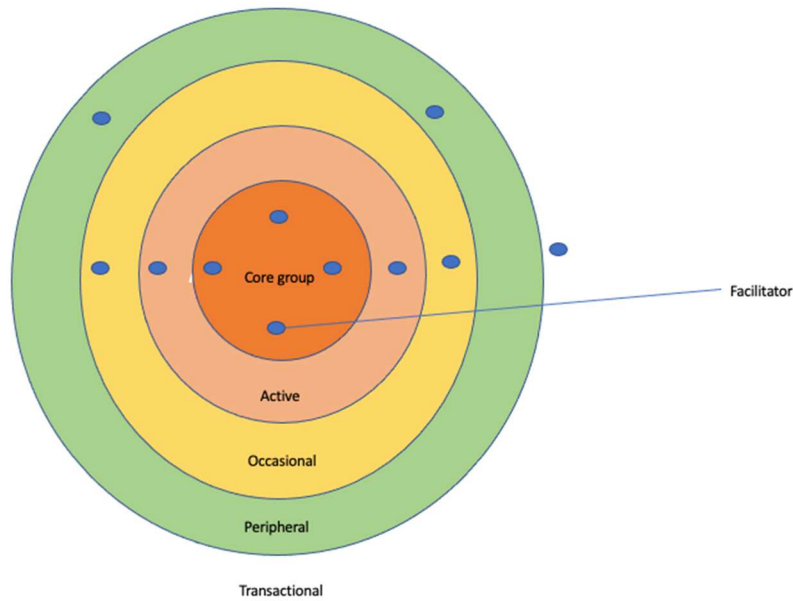 Core group
Facilitator
Active
Occasional
Peripheral
Transactional